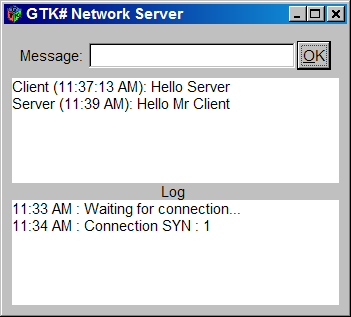 GTK# Network Server
Message:
OK
Client (11:37:13 AM): Hello Server
Server (11:39 AM): Hello Mr Client
Log
11:33 AM : Waiting for connection...
11:34 AM : Connection SYN : 1